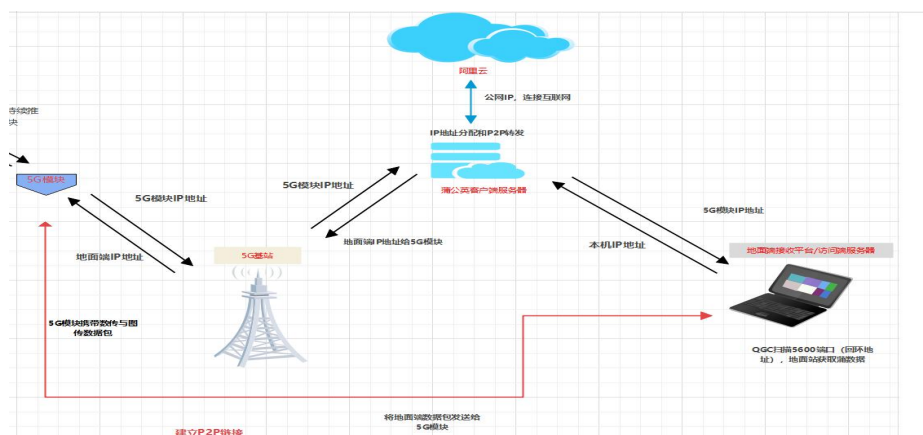 阿里云
公网IP，连接互联网
持续推
块
IP地址分配和P2P转发
5G模块
蒲公英客户端服务器
5G模块IP地址
5G模块IP地址
5G模块IP地址
地面端IP地址
地面端IP地址给5G模块
本机IP地址
5G基站
地面端接收平台/访问端服务器
5G模块携带数传与图
传数据包
QGC扫描5600端口（回环地
址），地面站获取蒲数据
将地面端数据包发送给
5G模块
建立P2P链接